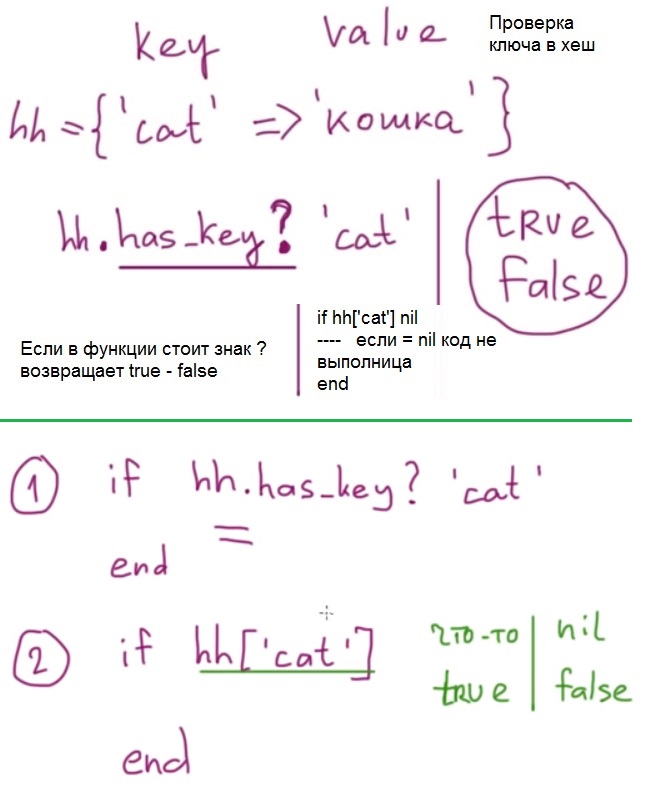 key value
Проверка
ключа в хеш
hh = {'cat' => 'кошка'}
hh.has_key? 'cat'
true
false
Если в функции стоит знак ?
возвращает true - false
if hh['cat'] nil
---- если = nil код не
выполница
end
1 if hh.has_key? 'cat'
=
end
2 if hh['cat']
что-то nil
true false
end